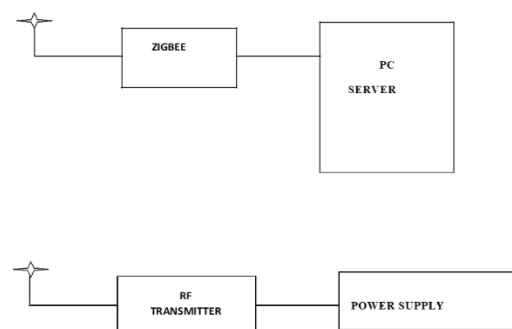 ZIGBEE
PC
SERVER
RF
TRANSMITTER
POWER SUPPLY